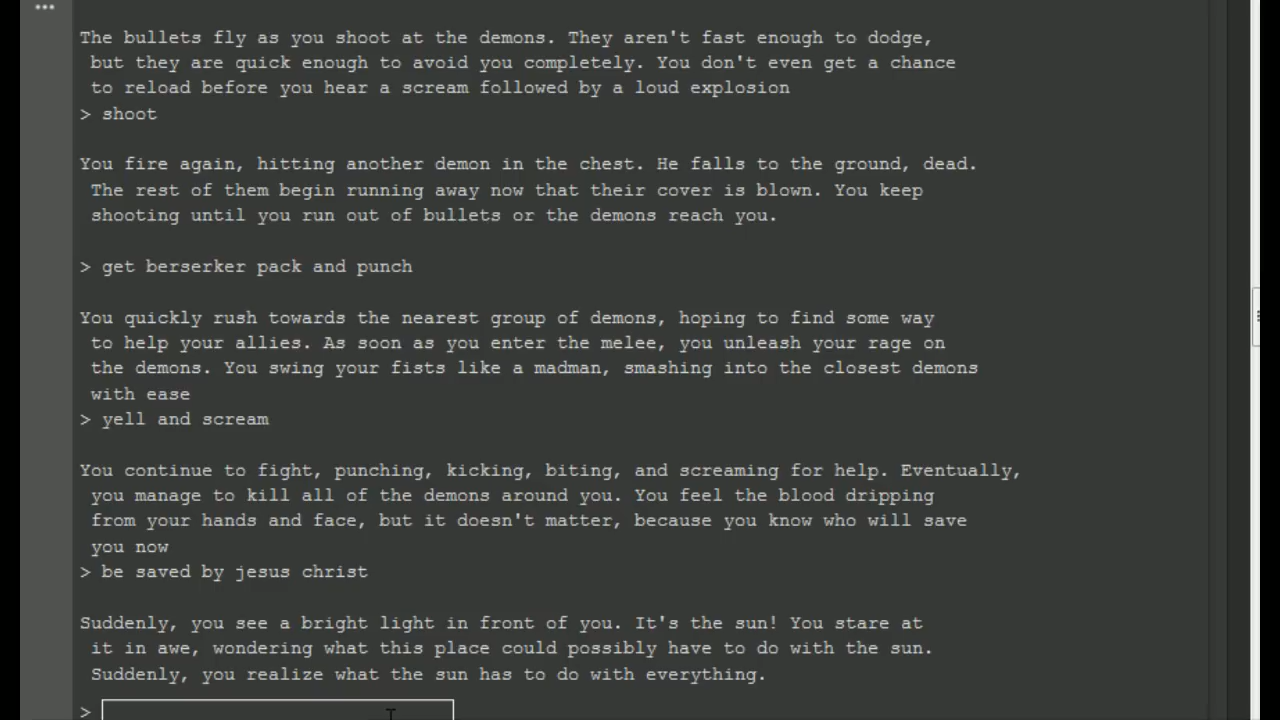 The bullets fly as you shoot at the demons. They aren't fast enough to dodge,
but they are quick enough to avoid you completely. You don't even get a chance
to reload before you hear a scream followed by a loud explosion
> shoot
You fire again, hitting another demon in the chest. He falls to the ground, dead.
The rest of them begin running away now that their cover is blown. You keep
shooting until you run out of bullets or the demons reach you.
> get berserker pack and punch
You quickly rush towards the nearest group of demons, hoping to find some way
to help your allies. As soon as you enter the melee, you unleash your rage on
the demons. You swing your fists like a madman, smashing into the closest demons
with ease
> yell and scream
You continue to fight, punching, kicking, biting, and screaming for help. Eventually,
you manage to kill all of the demons around you. You feel the blood dripping
from your hands and face, but it doesn't matter, because you know who will save
you now
> be saved by jesus christ
Suddenly, you see a bright light in front of you. It's the sun! You stare at
it in awe, wondering what this place could possibly have to do with the sun.
Suddenly, you realize what the sun has to do with everything.
>